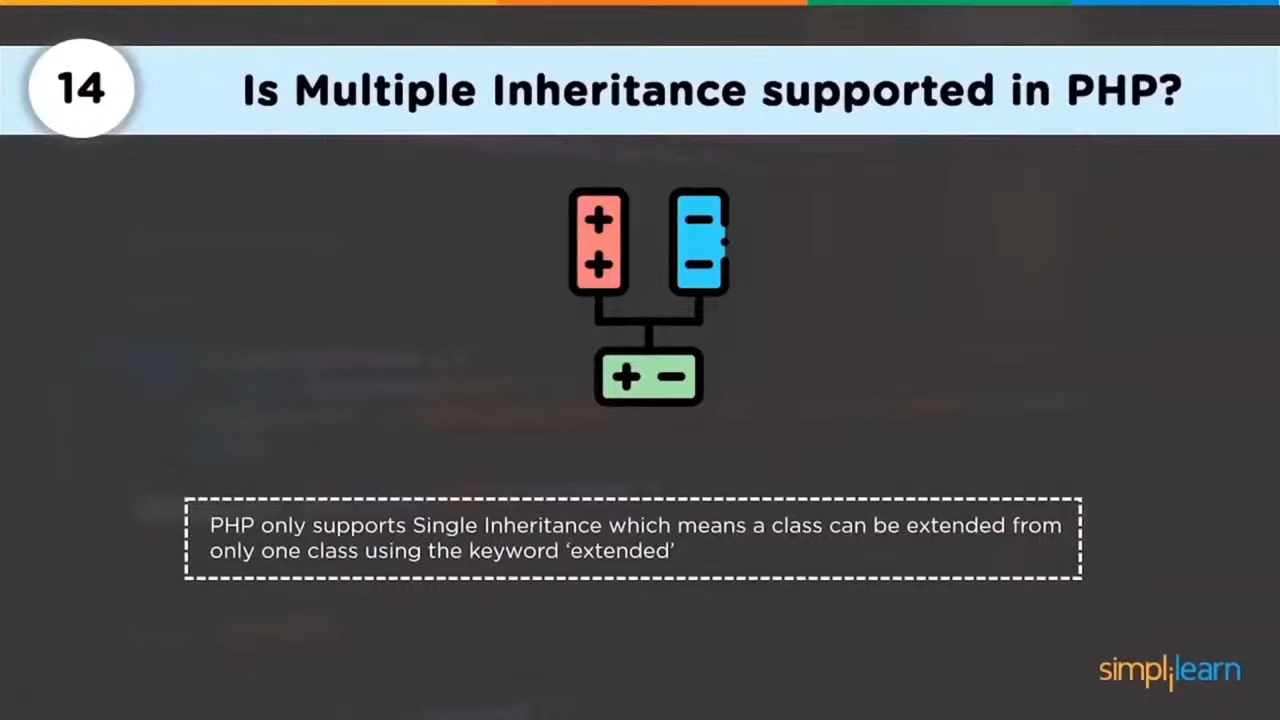 14
Is Multiple Inheritance supported in PHP?
PHP only supports Single Inheritance which means a class can be extended from
only one class using the keyword ‘extended’
simplilearn